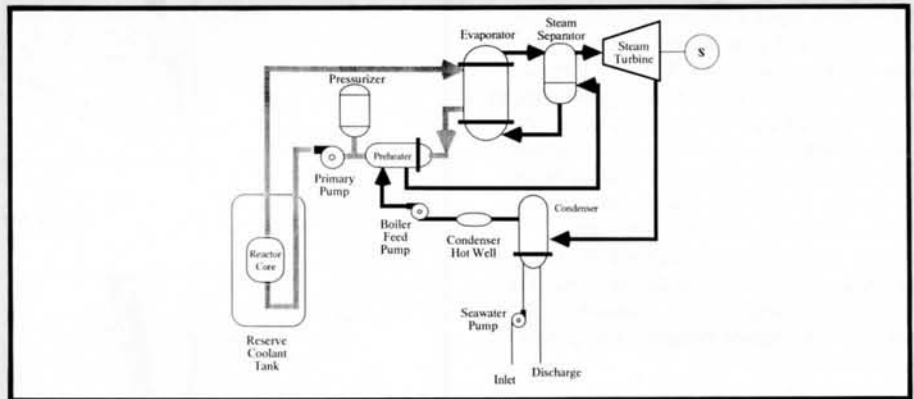 Steam
Separator
Evaporator
Steam
Turbine
S
Pressurizer
Preheater
Primary
Pump
Condenser
Boiler
Feed
Pump
Condenser
Hot Well
Reactor
Core
Seawater
Pump
Reserve
Coolant
Tank
Inlet
Discharge